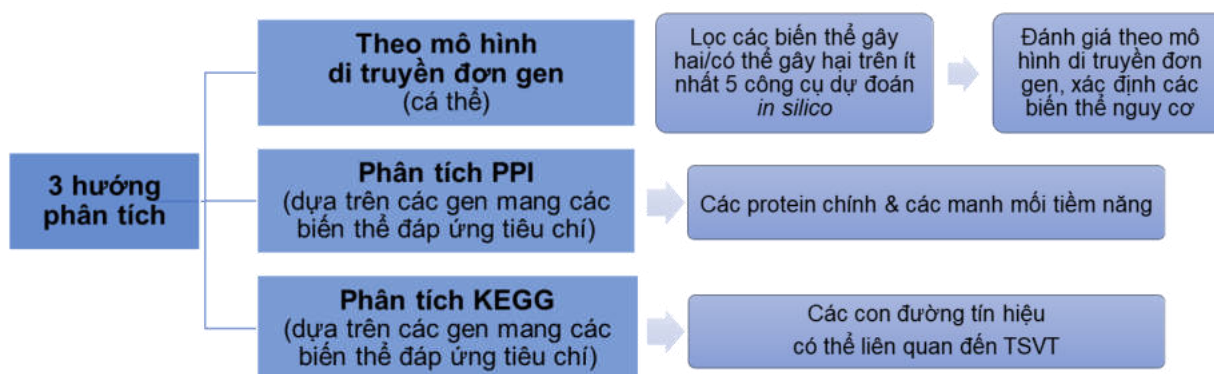 3 hướng
phân tích
Theo mô hình
di truyền đơn gen
(cá thể)
Lọc các biến thể gây
hai/có thể gây hại trên ít
nhất 5 công cụ dự đoán
in silico
Đánh giá theo mô
hình di truyền đơn
gen, xác định các
biến thể nguy cơ
Phân tích PPI
(dựa trên các gen mang các
biến thể đáp ứng tiêu chí)
Các protein chính & các manh mối tiềm năng
Phân tích KEGG
(dựa trên các gen mang các
biến thể đáp ứng tiêu chí)
Các con đường tín hiệu
có thể liên quan đến TSVT